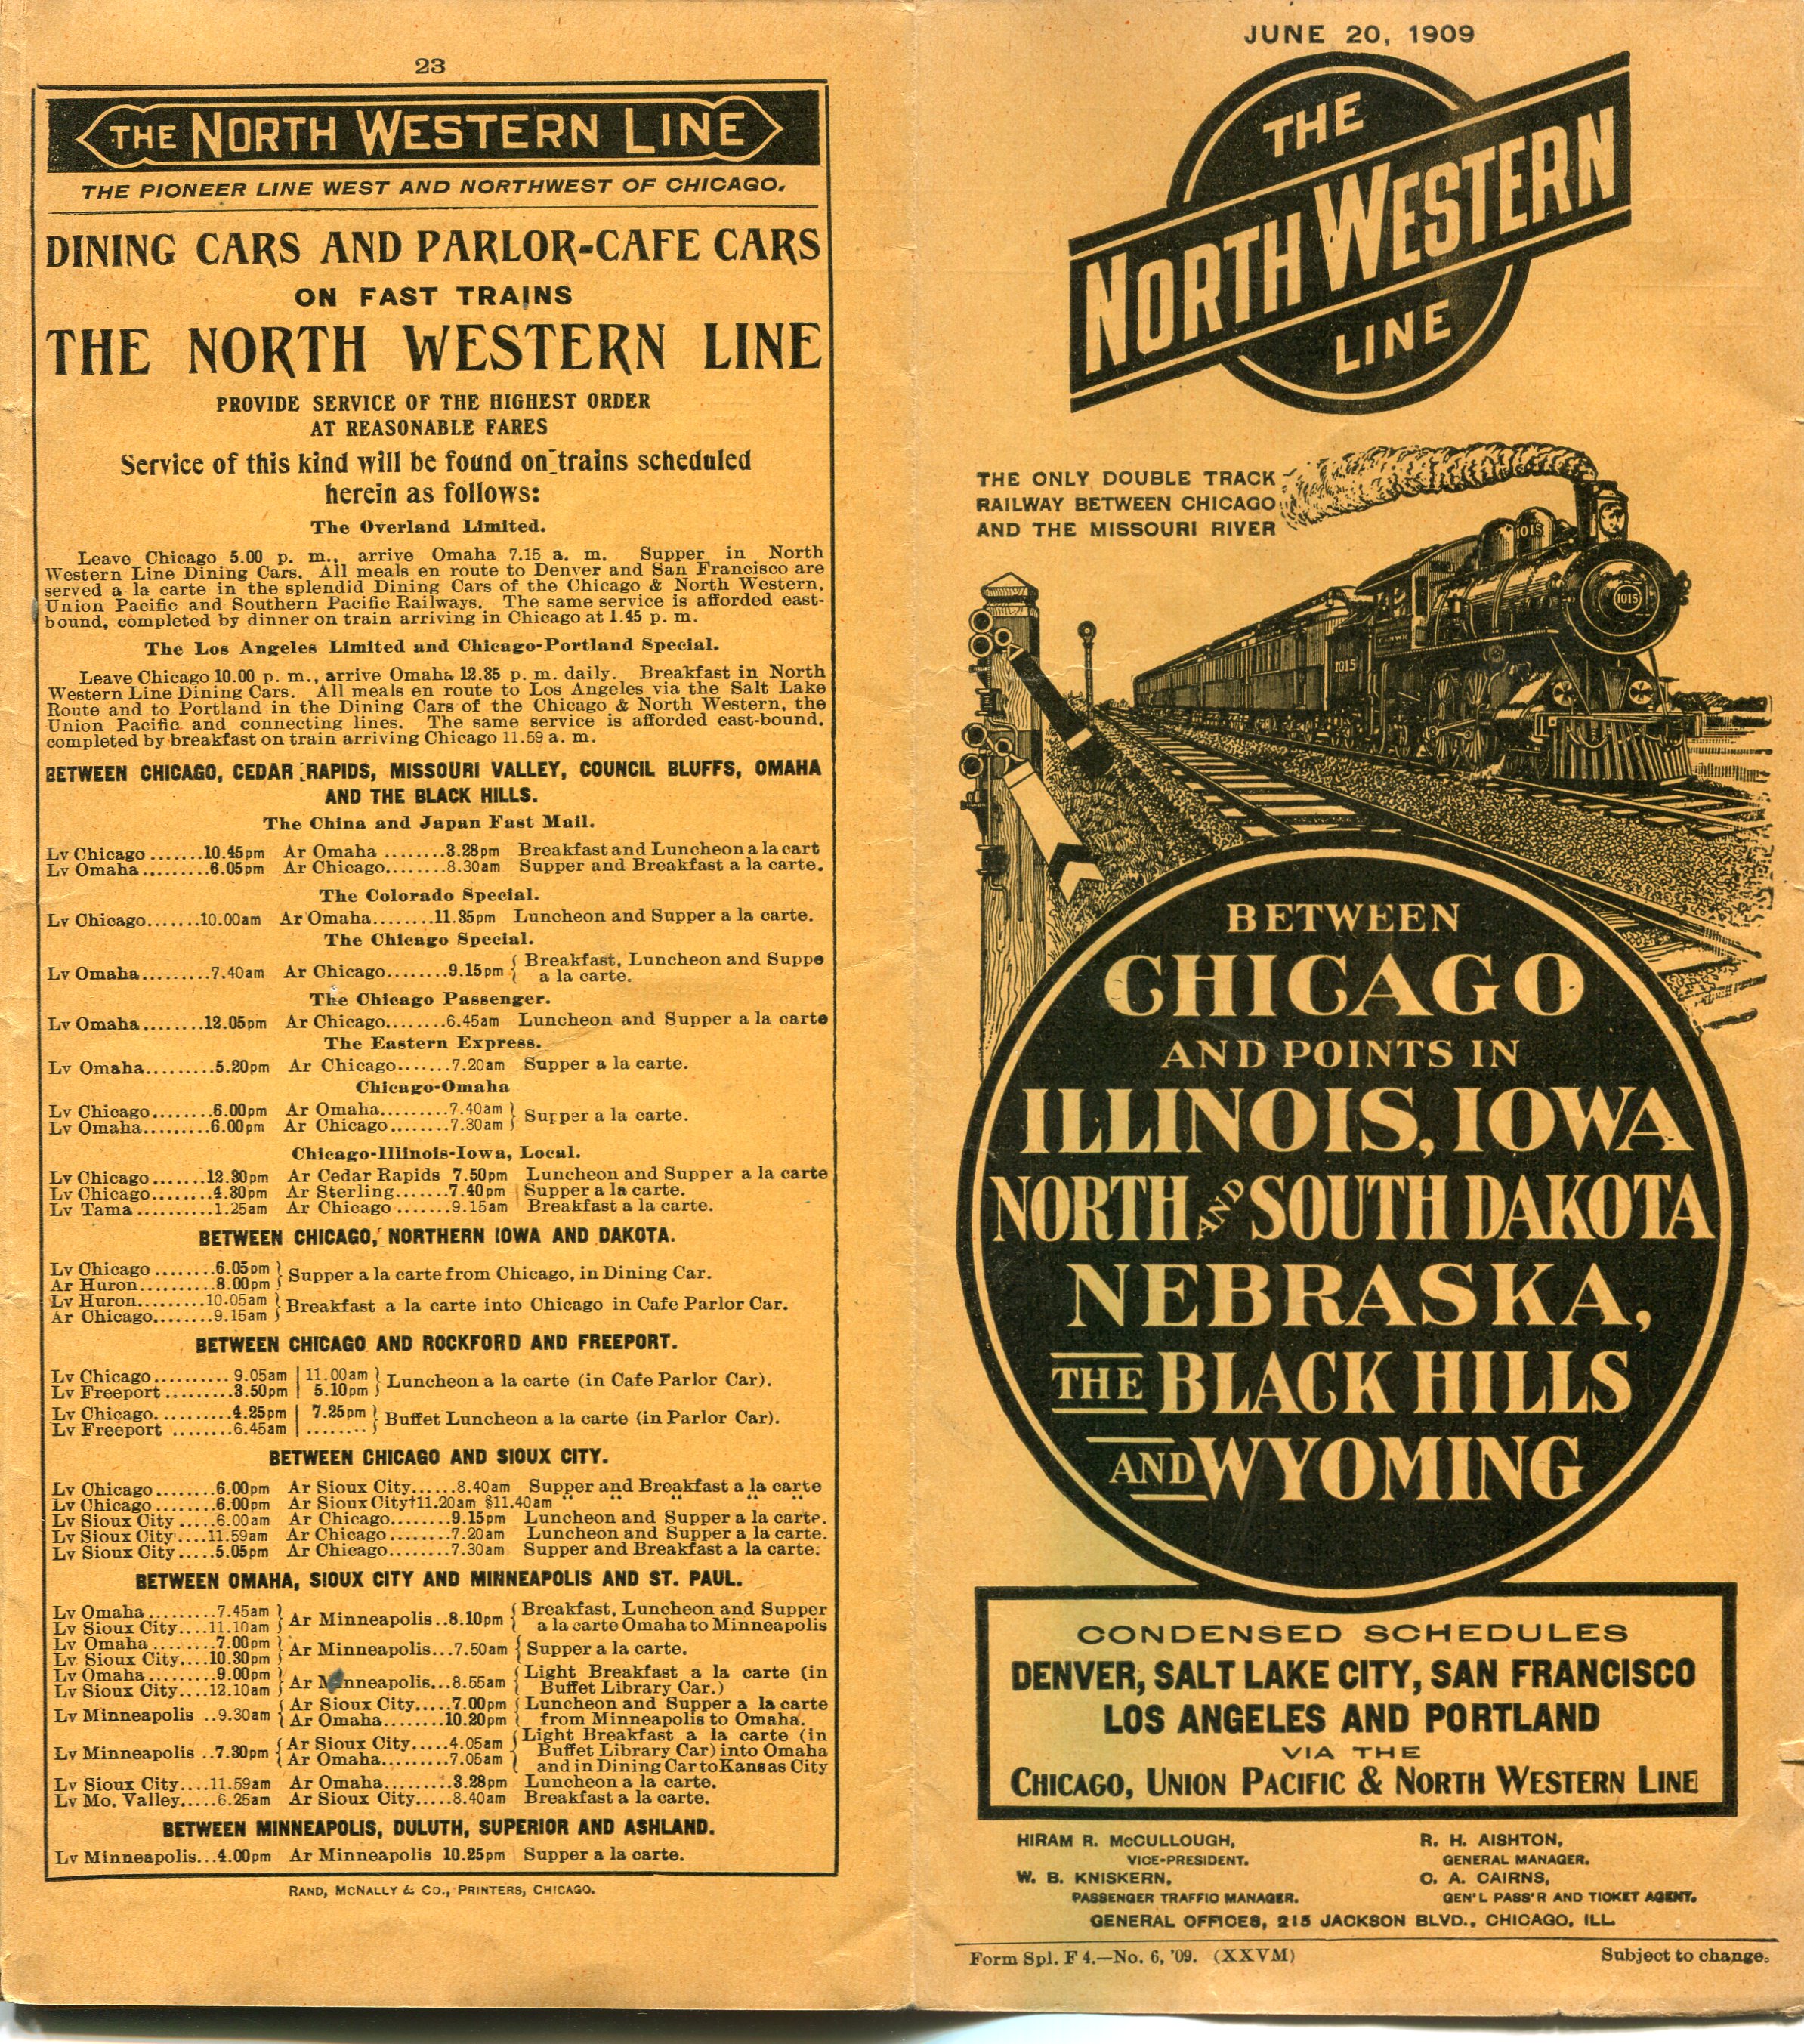 23
THE NORTH WESTERN LINE
THE PIONEER LINE WEST AND NORTHWEST OF CHICAGO.
DINING CARS AND PARLOR-CAFE CARS
ON FAST TRAINS
THE NORTH WESTERN LINE
PROVIDE SERVICE OF THE HIGHEST ORDER
AT REASONABLE FARES
Service of this kind will be found on trains scheduled
herein as follows:
The Overland Limited.
Leave Chicago 5.00 p. m., arrive Omaha 7.15 a. m. Supper in North
Western Line Dining Cars. All meals en route to Denver and San Francisco are
served a la carte in the splendid Dining Cars of the Chicago & North Western,
Union Pacific and Southern Pacific Railways. The same service is afforded east-
bound, completed by dinner on train arriving in Chicago at 1.45 p. m.
The Los Angeles Limited and Chicago-Portland Special.
Leave Chicago 10.00 p. m., arrive Omaha 12.35 p. m. daily. Breakfast in North
Western Line Dining Cars. All meals en route to Los Angeles via the Salt Lake
Route and to Portland in the Dining Cars of the Chicago & North Western, the
Union Pacific and connecting lines. The same service is afforded east-bound,
completed by breakfast on train arriving Chicago 11.59 a. m.
BETWEEN CHICAGO, CEDAR RAPIDS, MISSOURI VALLEY, COUNCIL BLUFFS, OMAHA
AND THE BLACK HILLS.
The China and Japan Fast Mail.
Lv Chicago .......10.45pm Ar Omaha ........3.28pm Breakfast and Luncheon a la cart
Lv Omaha.........6.05pm Ar Chicago........8.30am Supper and Breakfast a la carte.
The Colorado Special.
Lv Chicago.......10.00am Ar Omaha........11.35pm Luncheon and Supper a la carte.
The Chicago Special.
Lv Omaha.........7.40am Ar Chicago........9.15pm { Breakfast, Luncheon and Suppe
a la carte.
The Chicago Passenger.
Lv Omaha........12.05pm Ar Chicago........6.45am Luncheon and Supper a la carte
The Eastern Express.
Lv Omaha.........5.20pm Ar Chicago.......7.20am Supper a la carte.
Chicago-Omaha
Lv Chicago........6.00pm Ar Omaha.........7.40am } Supper a la carte.
Lv Omaha.........6.00pm Ar Chicago........7.30am
Chicago-Illinois-Iowa, Local.
Lv Chicago.......12.30pm Ar Cedar Rapids 7.50pm Luncheon and Supper a la carte
Lv Chicago........4.30pm Ar Sterling.......7.40pm Supper a la carte.
Lv Tama ..........1.25am Ar Chicago ........9.15am Breakfast a la carte.
BETWEEN CHICAGO, NORTHERN IOWA AND DAKOTA.
Lv Chicago ........6.05pm } Supper a la carte from Chicago, in Dining Car.
Ar Huron..........8.00pm
Lv Huron.........10.05am } Breakfast a la carte into Chicago in Cafe Parlor Car.
Ar Chicago........9.15am
BETWEEN CHICAGO AND ROCKFORD AND FREEPORT.
Lv Chicago .......... 9.05am | 11.00am } Luncheon a la carte (in Cafe Parlor Car).
Lv Freeport .........3.50pm | 5.10pm
Lv Chicago. .........4.25pm | 7.25pm } Buffet Luncheon a la carte (in Parlor Car).
Lv Freeport ........6.45am | ........
BETWEEN CHICAGO AND SIOUX CITY.
Lv Chicago........6.00pm Ar Sioux City......8.40am Supper and Breakfast a la carte
Lv Chicago........6.00pm Ar Sioux City†11.20am §11.40am “ “ “ “ “
Lv Sioux City .....6.00am Ar Chicago........9.15pm Luncheon and Supper a la carte.
Lv Sioux City....11.59am Ar Chicago........7.20am Luncheon and Supper a la carte.
Lv Sioux City.....5.05pm Ar Chicago........7.30am Supper and Breakfast a la carte.
BETWEEN OMAHA, SIOUX CITY AND MINNEAPOLIS AND ST. PAUL.
Lv Omaha .........7.45am } Ar Minneapolis..8.10pm { Breakfast, Luncheon and Supper
Lv Sioux City....11.10am a la carte Omaha to Minneapolis
Lv Omaha ........7.00pm } Ar Minneapolis...7.50am { Supper a la carte.
Lv Sioux City...10.30pm
Lv Omaha.........9.00pm } Ar Minneapolis...8.55am { Light Breakfast a la carte (in
Lv Sioux City....12.10am Buffet Library Car.)
Lv Minneapolis ..9.30am { Ar Sioux City.....7.00pm { Luncheon and Supper a la carte
Ar Omaha........10.20pm from Minneapolis to Omaha.
Lv Minneapolis ..7.30pm { Ar Sioux City.....4.05am { Light Breakfast a la carte (in
Ar Omaha.........7.05am Buffet Library Car) into Omaha
and in Dining Car to Kansas City
Lv Sioux City....11.59am Ar Omaha.........3.28pm Luncheon a la carte.
Lv Mo. Valley.....6.25am Ar Sioux City.....8.40am Breakfast a la carte.
BETWEEN MINNEAPOLIS, DULUTH, SUPERIOR AND ASHLAND.
Lv Minneapolis...4.00pm Ar Minneapolis 10.25pm Supper a la carte.
RAND, MCNALLY & CO., PRINTERS, CHICAGO.
JUNE 20, 1909
THE
NORTH WESTERN
LINE
THE ONLY DOUBLE TRACK
RAILWAY BETWEEN CHICAGO
AND THE MISSOURI RIVER
1015
1015
1015
BETWEEN
CHICAGO
AND POINTS IN
ILLINOIS, IOWA
NORTH AND SOUTH DAKOTA
NEBRASKA,
THE BLACK HILLS
AND WYOMING
CONDENSED SCHEDULES
DENVER, SALT LAKE CITY, SAN FRANCISCO
LOS ANGELES AND PORTLAND
VIA THE
CHICAGO, UNION PACIFIC & NORTH WESTERN LINE
HIRAM R. McCULLOUGH,
VICE-PRESIDENT.
W. B. KNISKERN,
PASSENGER TRAFFIC MANAGER.
R. H. AISHTON,
GENERAL MANAGER.
C. A. CAIRNS,
GEN'L PASS'R AND TICKET AGENT.
GENERAL OFFICES, 215 JACKSON BLVD., CHICAGO, ILL.
Form Spl. F 4.—No. 6, '09. (XXVM)
Subject to change.